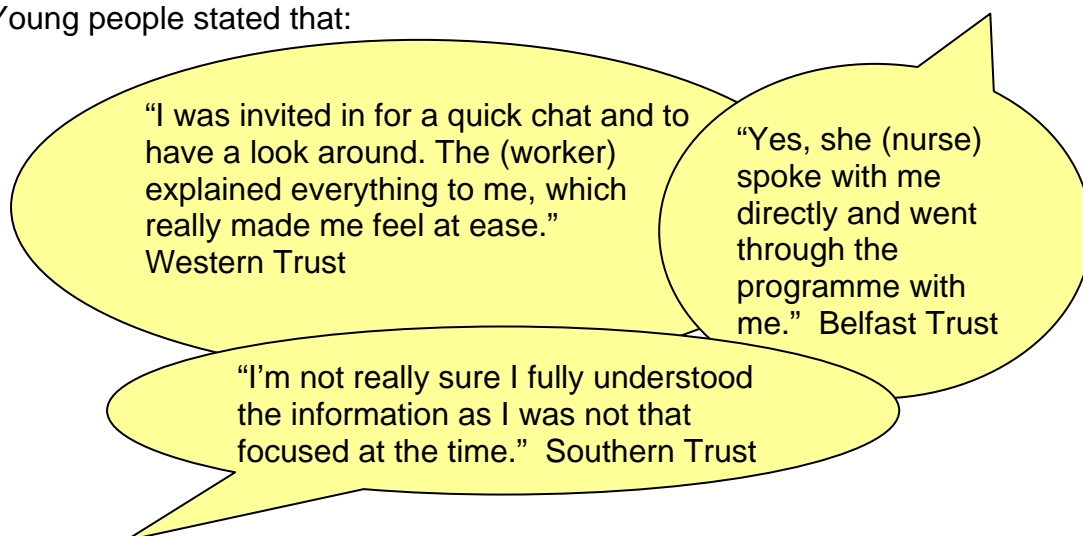 Young people stated that:
“I was invited in for a quick chat and to
have a look around. The (worker)
explained everything to me, which
really made me feel at ease.”
Western Trust
“Yes, she (nurse)
spoke with me
directly and went
through the
programme with
me.”  Belfast Trust
“I’m not really sure I fully understood
the information as I was not that
focused at the time.”  Southern Trust